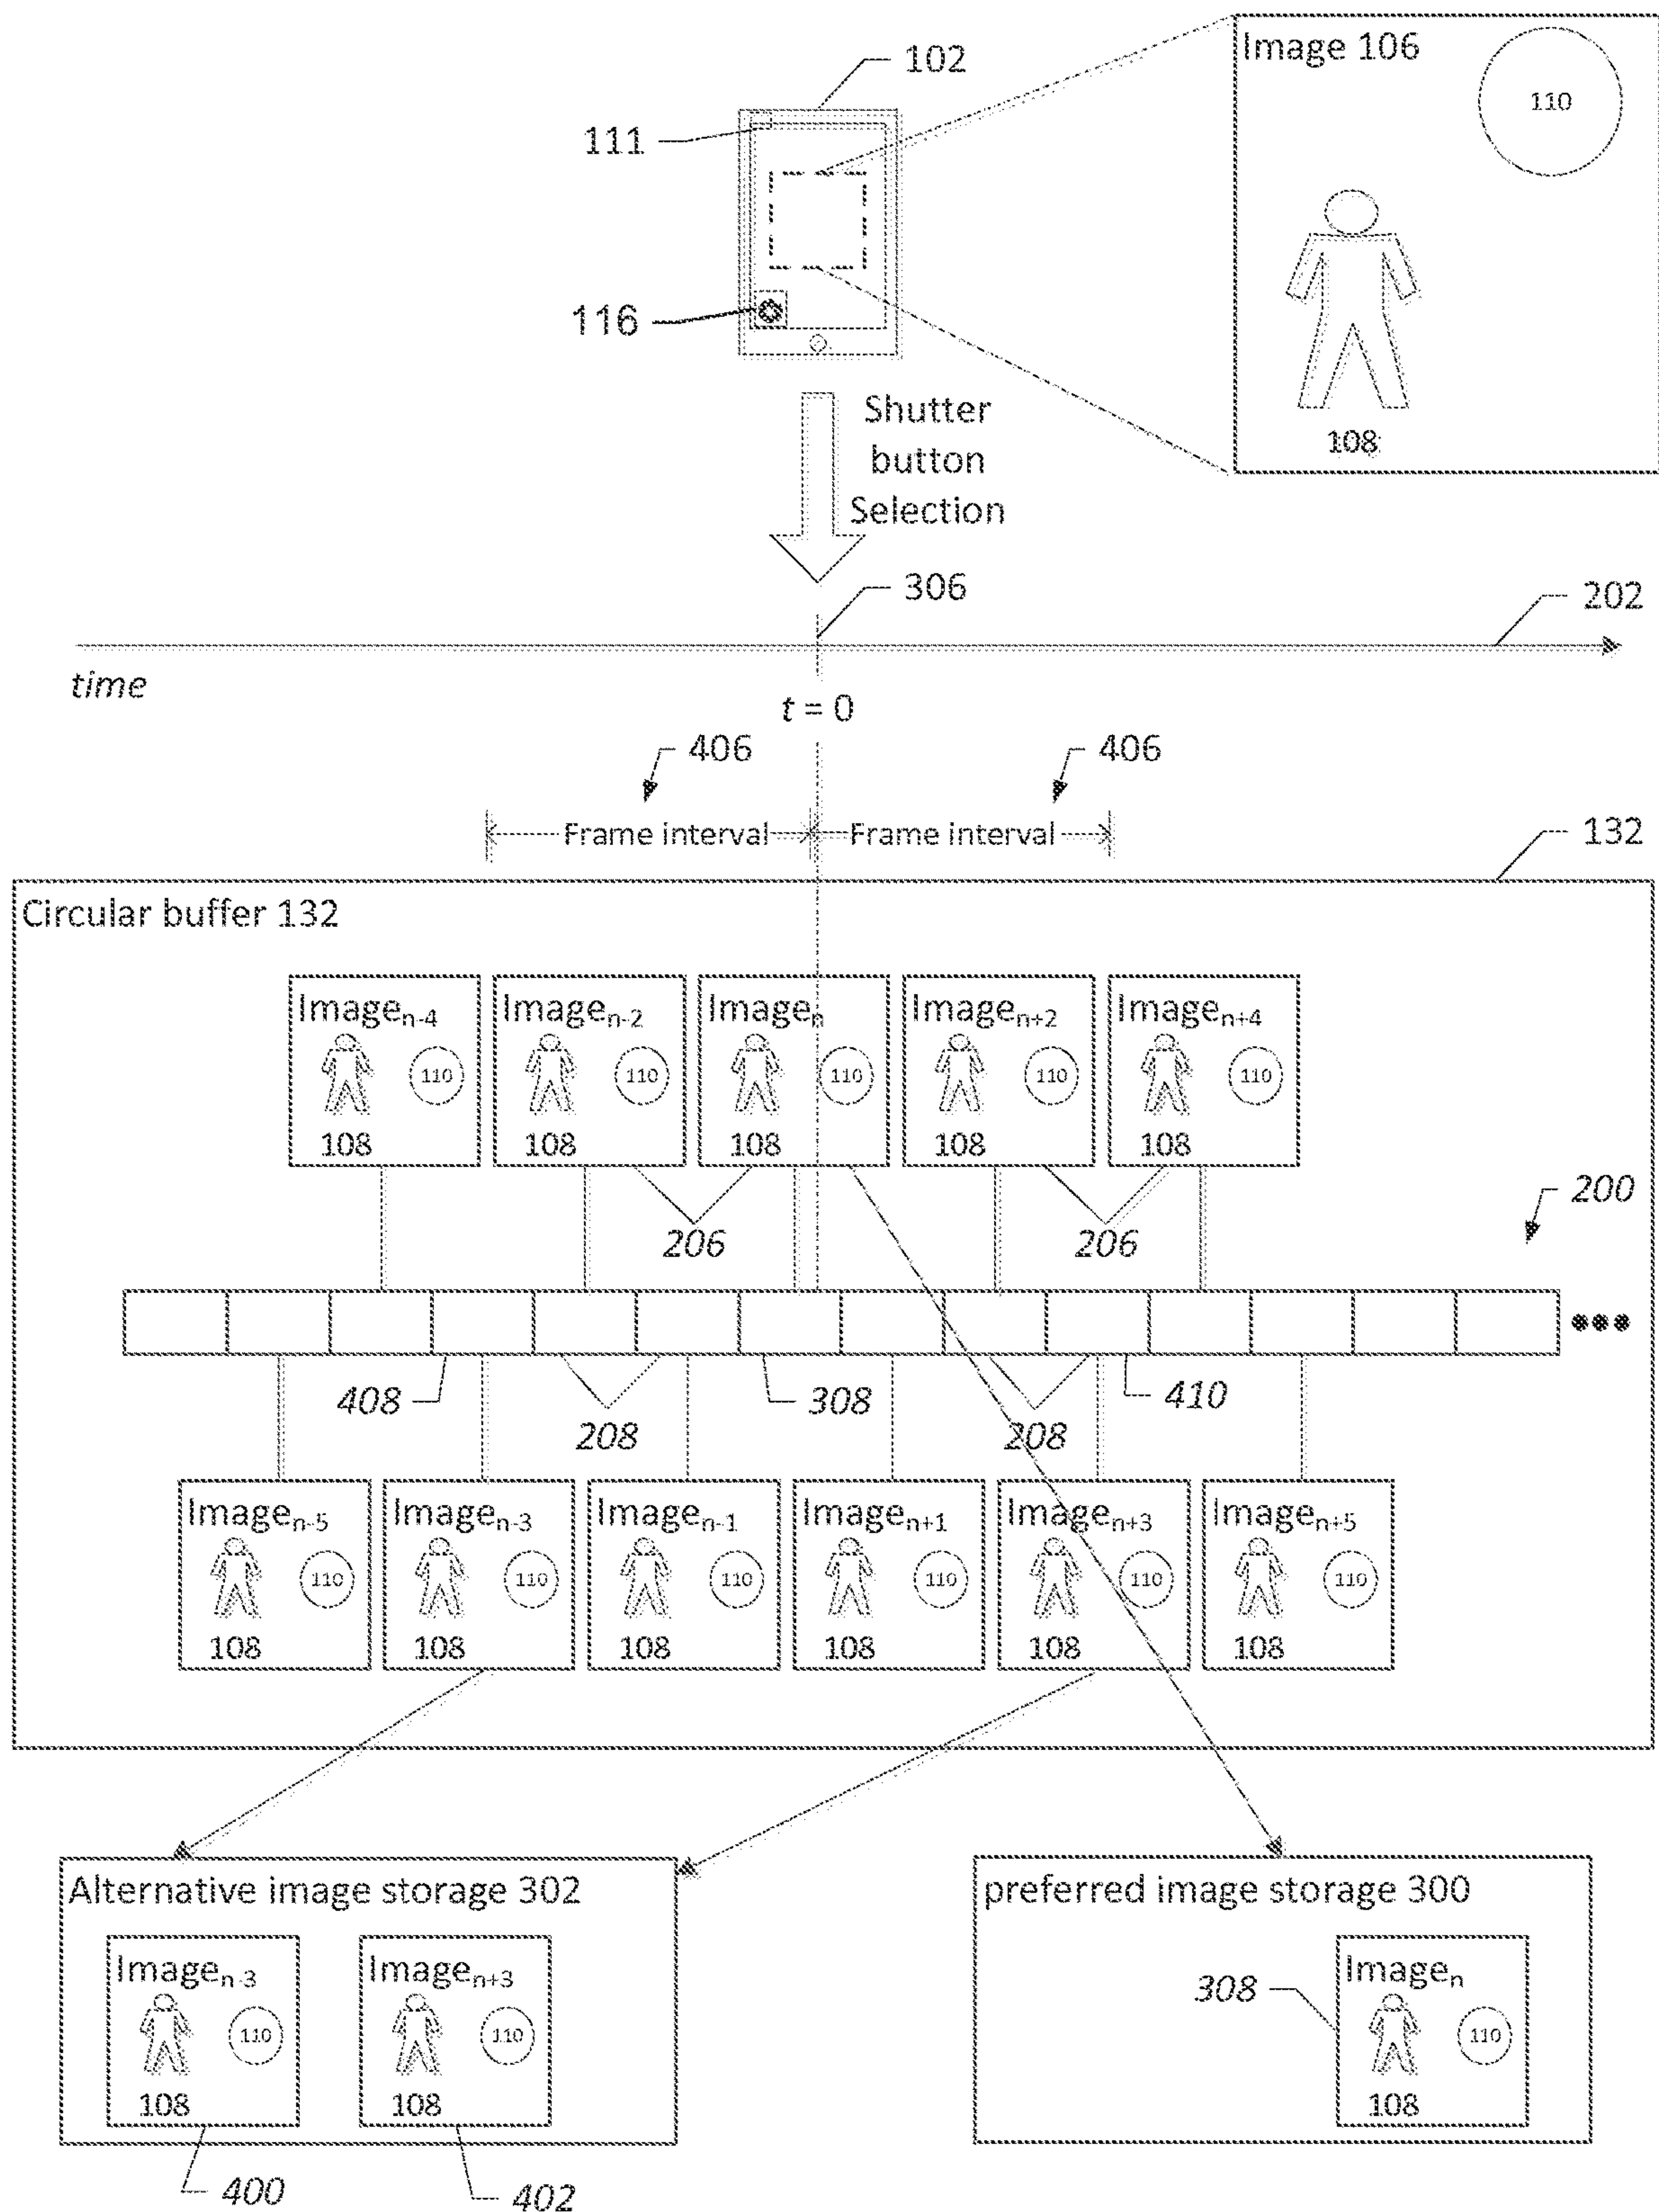 102
Image 106
110
111
116
108
Shutter
button
Selection
306
202
time
t = 0
406
406
Frame interval
Frame interval
132
Circular buffer 132
Imageₙ₋₄
Imageₙ₋₂
Imageₙ
Imageₙ₊₂
Imageₙ₊₄
110
110
110
110
110
108
108
108
108
108
200
206
206
408
208
308
208
410
Imageₙ₋₅
Imageₙ₋₃
Imageₙ₋₁
Imageₙ₊₁
Imageₙ₊₃
Imageₙ₊₅
110
110
110
110
110
110
108
108
108
108
108
108
Alternative image storage 302
Imageₙ₋₃
Imageₙ₊₃
110
110
108
108
400
402
preferred image storage 300
308
Imageₙ
110
108